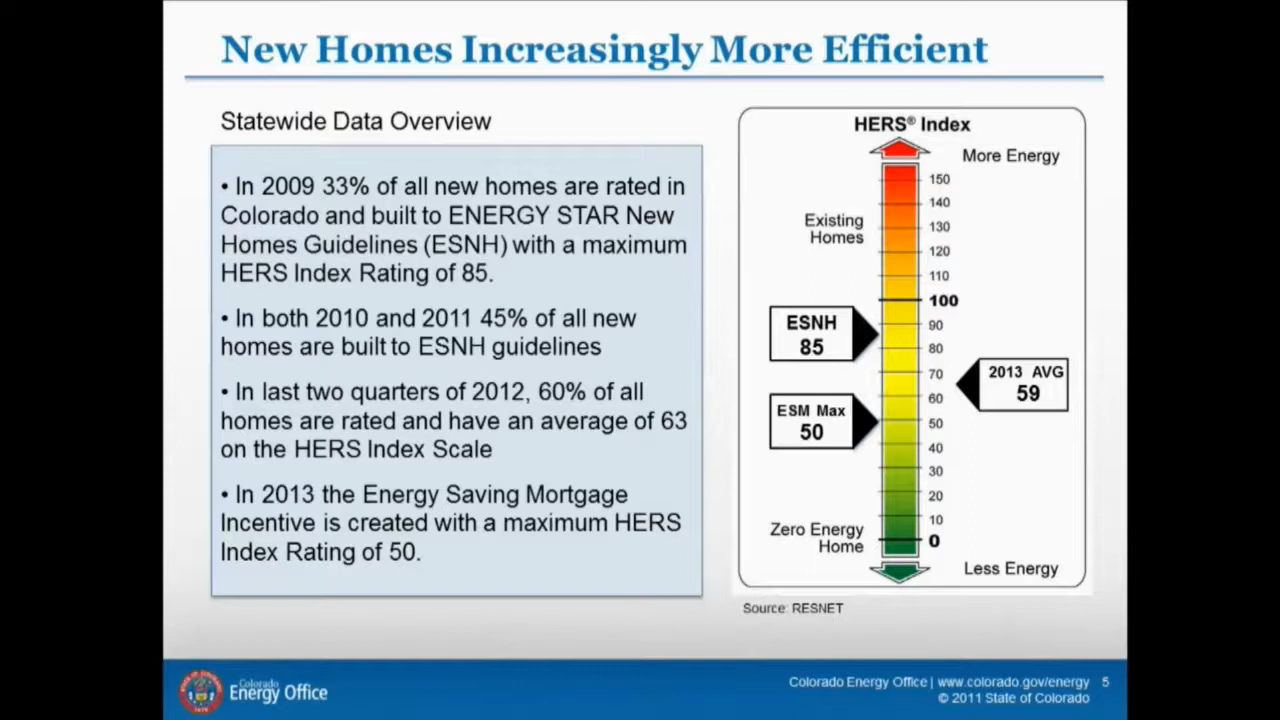 New Homes Increasingly More Efficient
Statewide Data Overview
• In 2009 33% of all new homes are rated in
Colorado and built to ENERGY STAR New
Homes Guidelines (ESNH) with a maximum
HERS Index Rating of 85.
• In both 2010 and 2011 45% of all new
homes are built to ESNH guidelines
• In last two quarters of 2012, 60% of all
homes are rated and have an average of 63
on the HERS Index Scale
• In 2013 the Energy Saving Mortgage
Incentive is created with a maximum HERS
Index Rating of 50.
HERS® Index
More Energy
150
140
Existing
Homes
130
120
110
100
ESNH
85
90
80
70
2013 AVG
59
60
ESM Max
50
50
40
30
20
10
Zero Energy
Home
0
Less Energy
Source: RESNET
Colorado
Energy Office
Colorado Energy Office | www.colorado.gov/energy 5
© 2011 State of Colorado